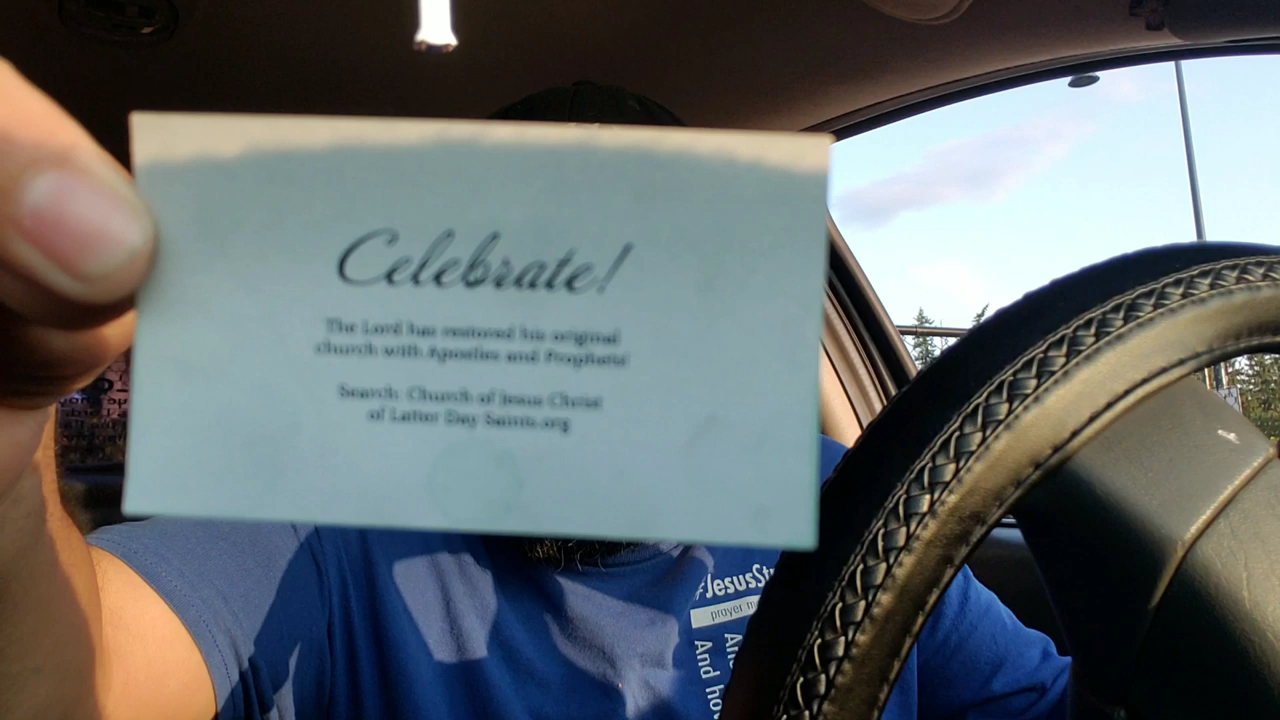 Celebrate!
The Lord has restored his original
church with Apostles and Prophets!
Search: Church of Jesus Christ
of Latter Day Saints.org
#JesusSt
prayer m
And how